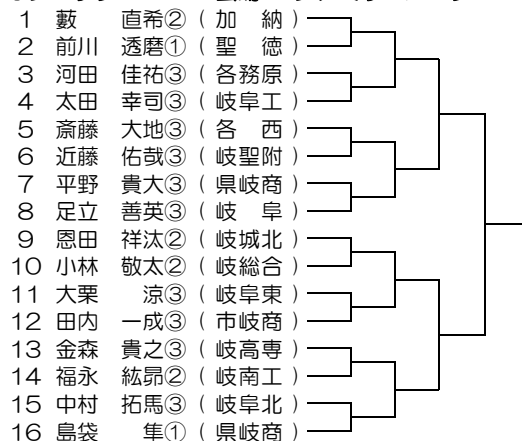 1 藪 直希② ( 加 納 )
2 前川 透磨① ( 聖 徳 )
3 河田 佳祐③ ( 各務原 )
4 太田 幸司③ ( 岐阜工 )
5 斎藤 大地③ ( 各 西 )
6 近藤 佑哉③ ( 岐聖附 )
7 平野 貴大③ ( 県岐商 )
8 足立 善英③ ( 岐 阜 )
9 恩田 祥汰② ( 岐城北 )
10 小林 敬太② ( 岐総合 )
11 大栗 涼③ ( 岐阜東 )
12 田内 一成③ ( 市岐商 )
13 金森 貴之③ ( 岐高専 )
14 福永 紘昴② ( 岐南工 )
15 中村 拓馬③ ( 岐阜北 )
16 島袋 隼① ( 県岐商 )